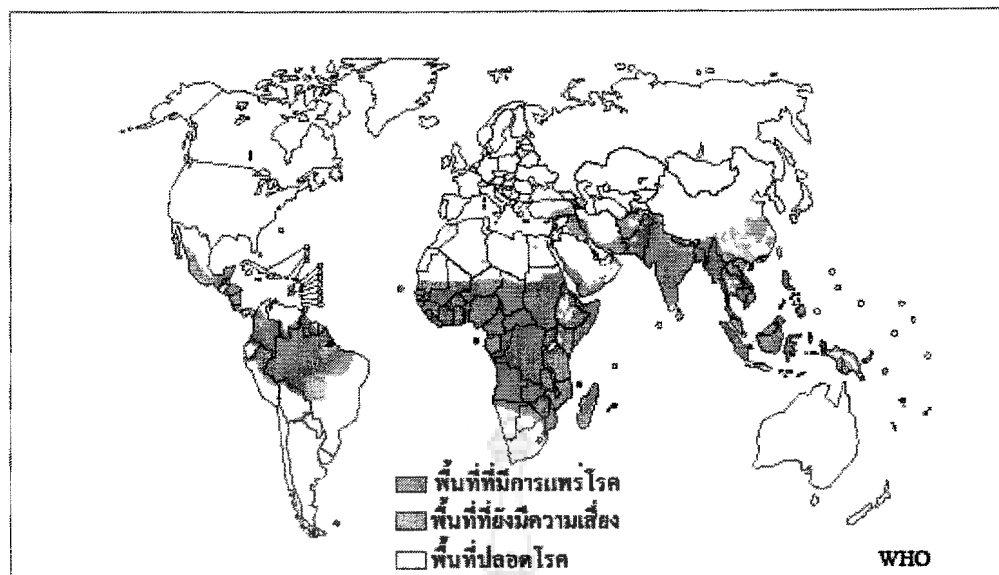 พื้นที่ที่มีการแพร่โรค
พื้นที่ที่ยังมีความเสี่ยง
พื้นที่ปลอดโรค
WHO